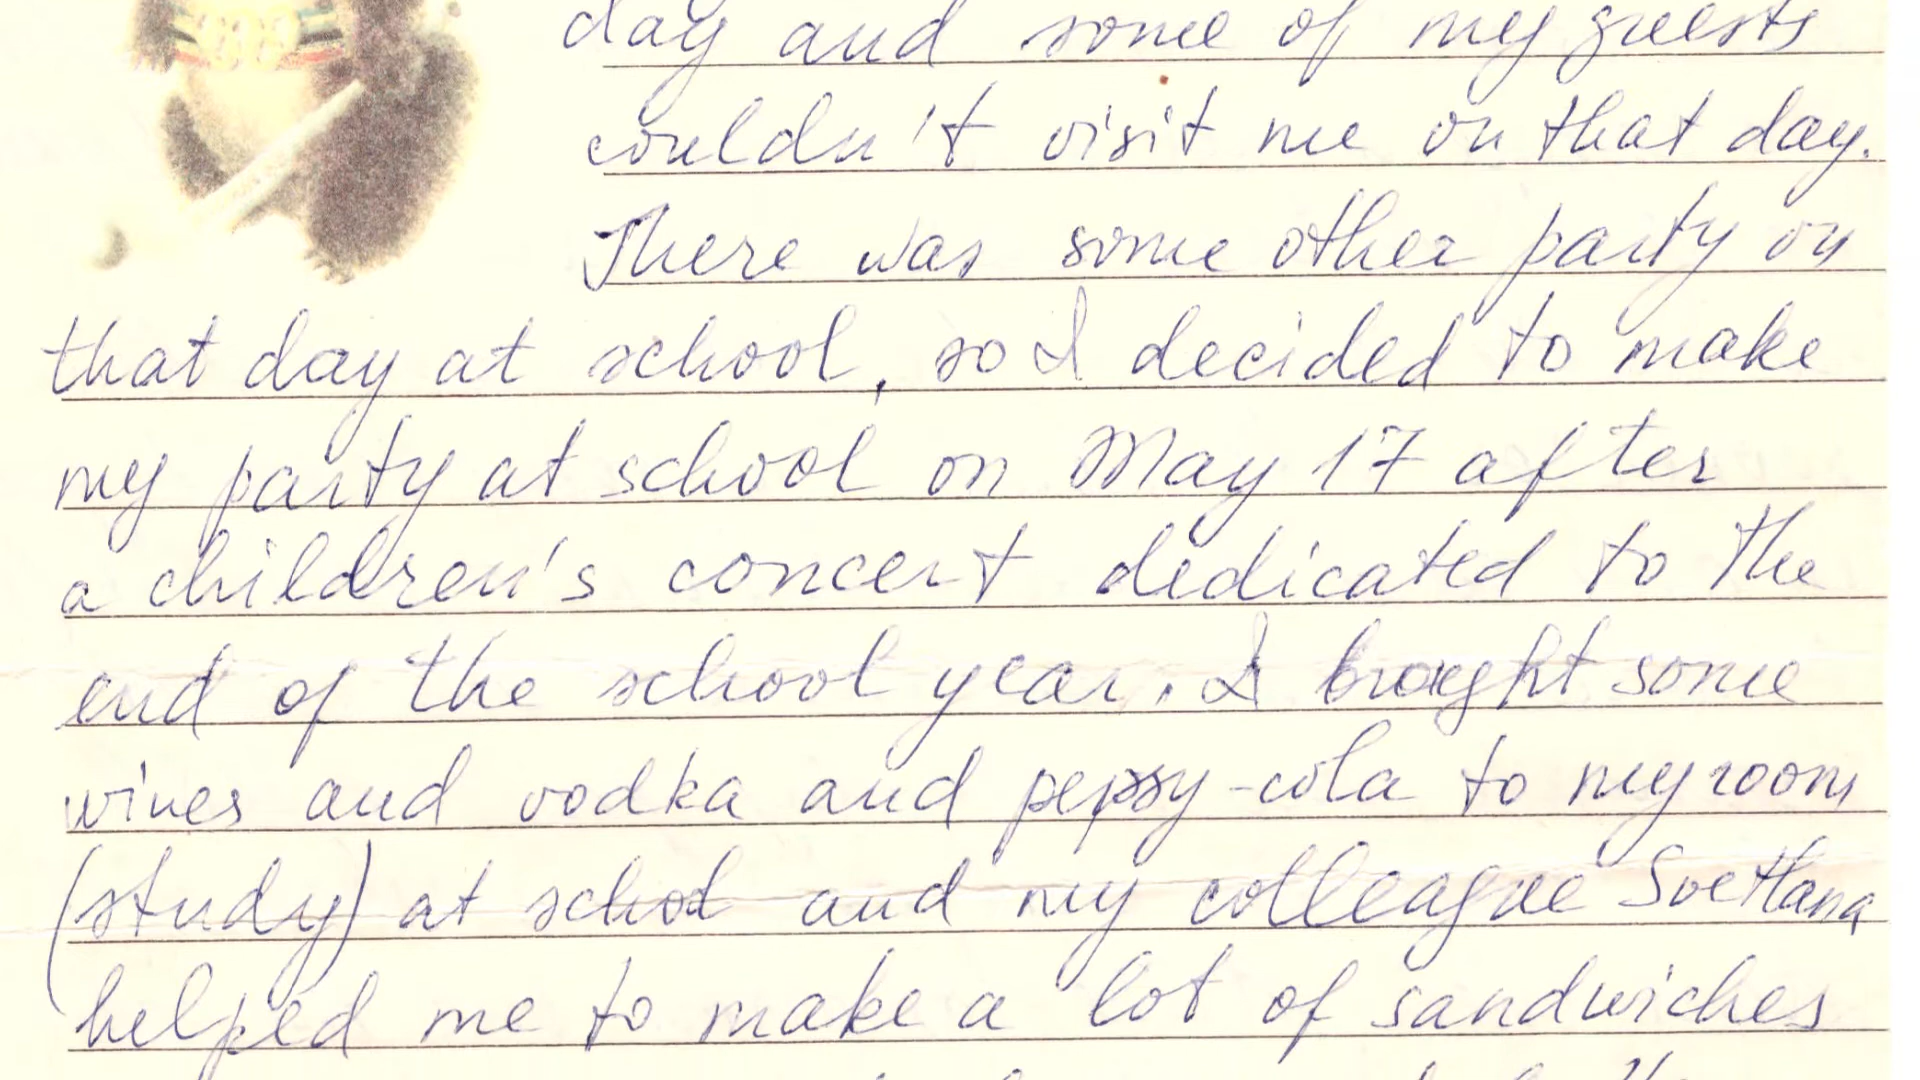 day and some of my guests
couldn't visit me on that day.
There was some other party on
that day at school, so I decided to make
my party at school on May 17 after
a children's concert dedicated to the
end of the school year. I brought some
wines and vodka and pepsy-cola to my room
(study) at school and my colleague Svetlana
helped me to make a lot of sandwiches